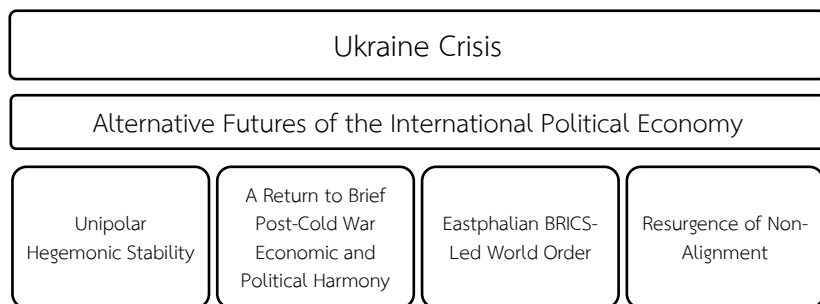 Ukraine Crisis
Alternative Futures of the International Political Economy
Unipolar
Hegemonic Stability
A Return to Brief
Post-Cold War
Economic and
Political Harmony
Eastphalian BRICS-
Led World Order
Resurgence of Non-
Alignment